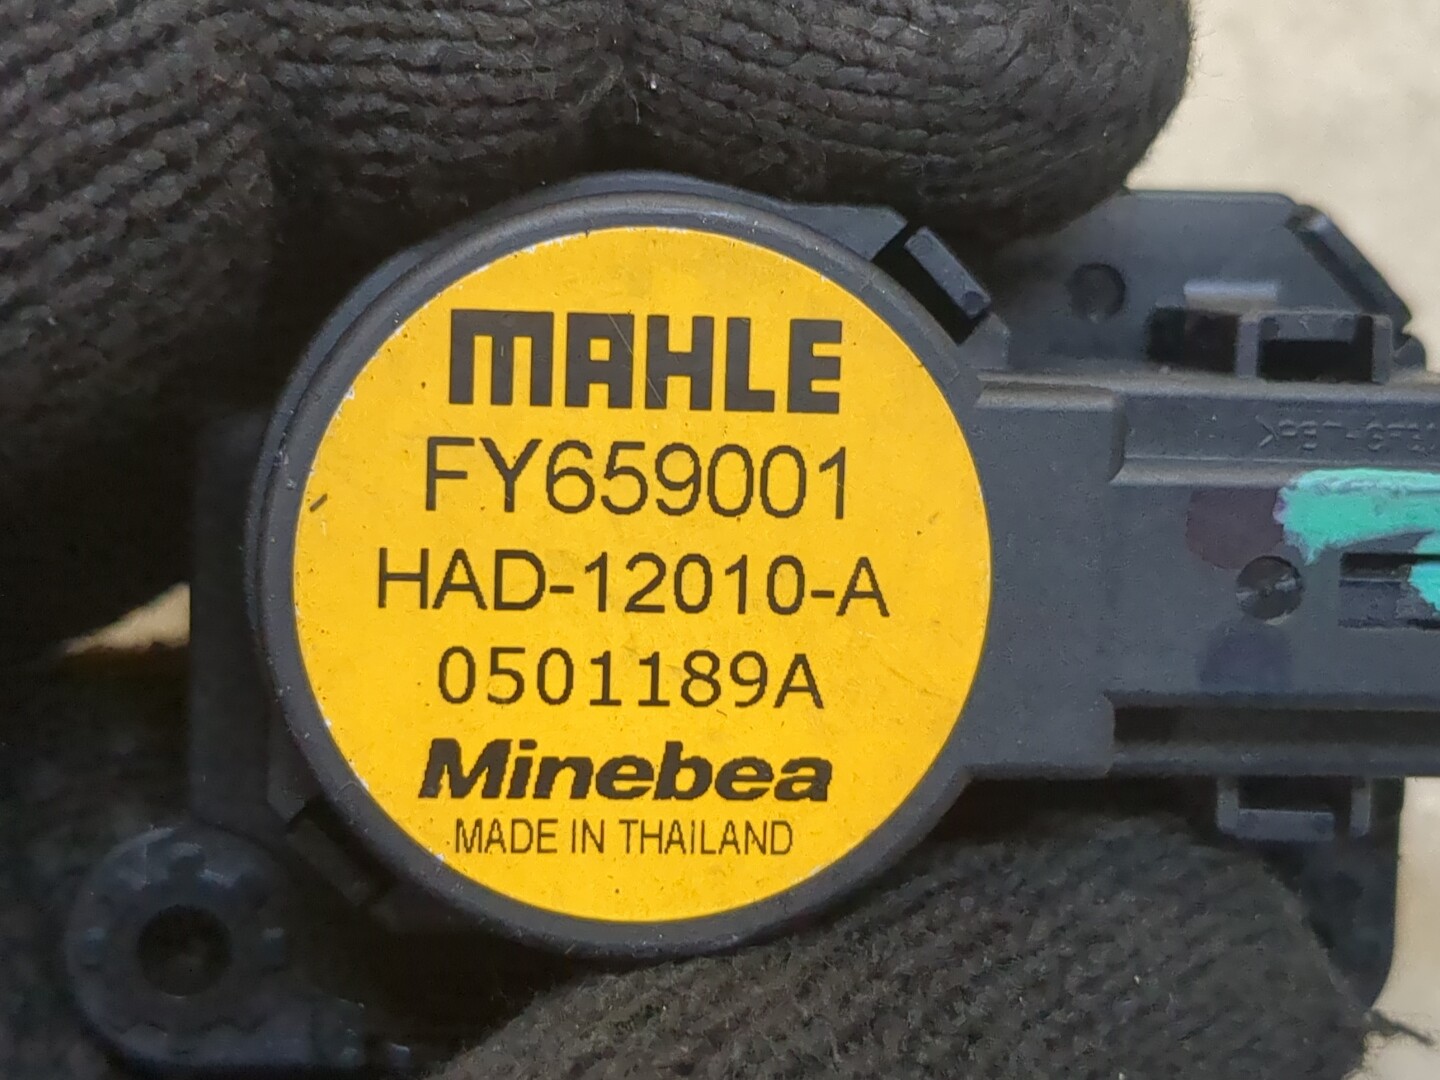 MAHLE
FY659001
HAD-12010-A
0501189A
Minebea
MADE IN THAILAND